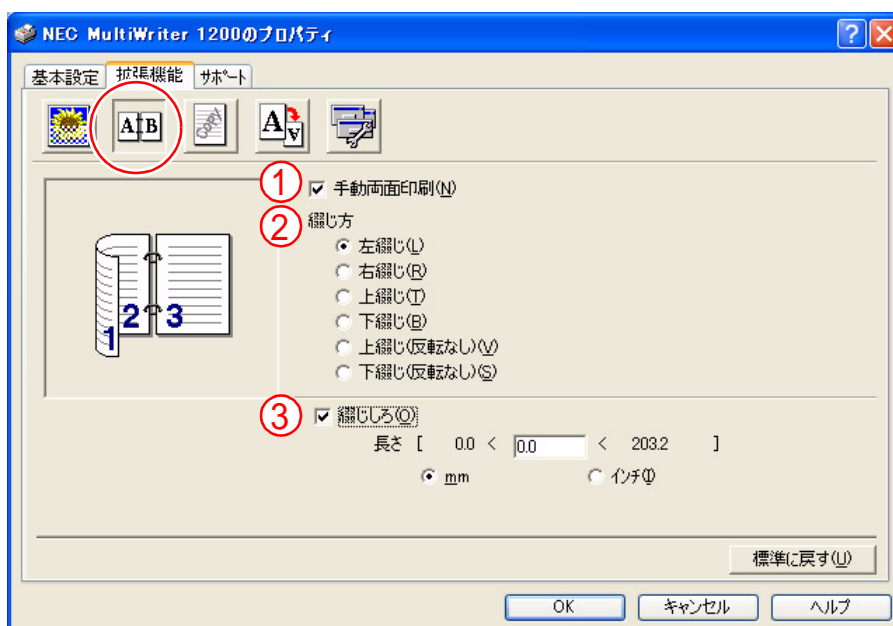 NEC MultiWriter 1200のプロパティ
基本設定 拡張機能 サポート
A B COPY A A
① 手動両面印刷(N)
② 綴じ方
左綴じ(L)
右綴じ(R)
上綴じ(T)
下綴じ(B)
上綴じ(反転なし)(V)
下綴じ(反転なし)(S)
1 2 3
③ 綴じしろ(O)
長さ [ 0.0 < 0.0 < 203.2 ]
mm インチ(I)
標準に戻す(U)
OK キャンセル ヘルプ